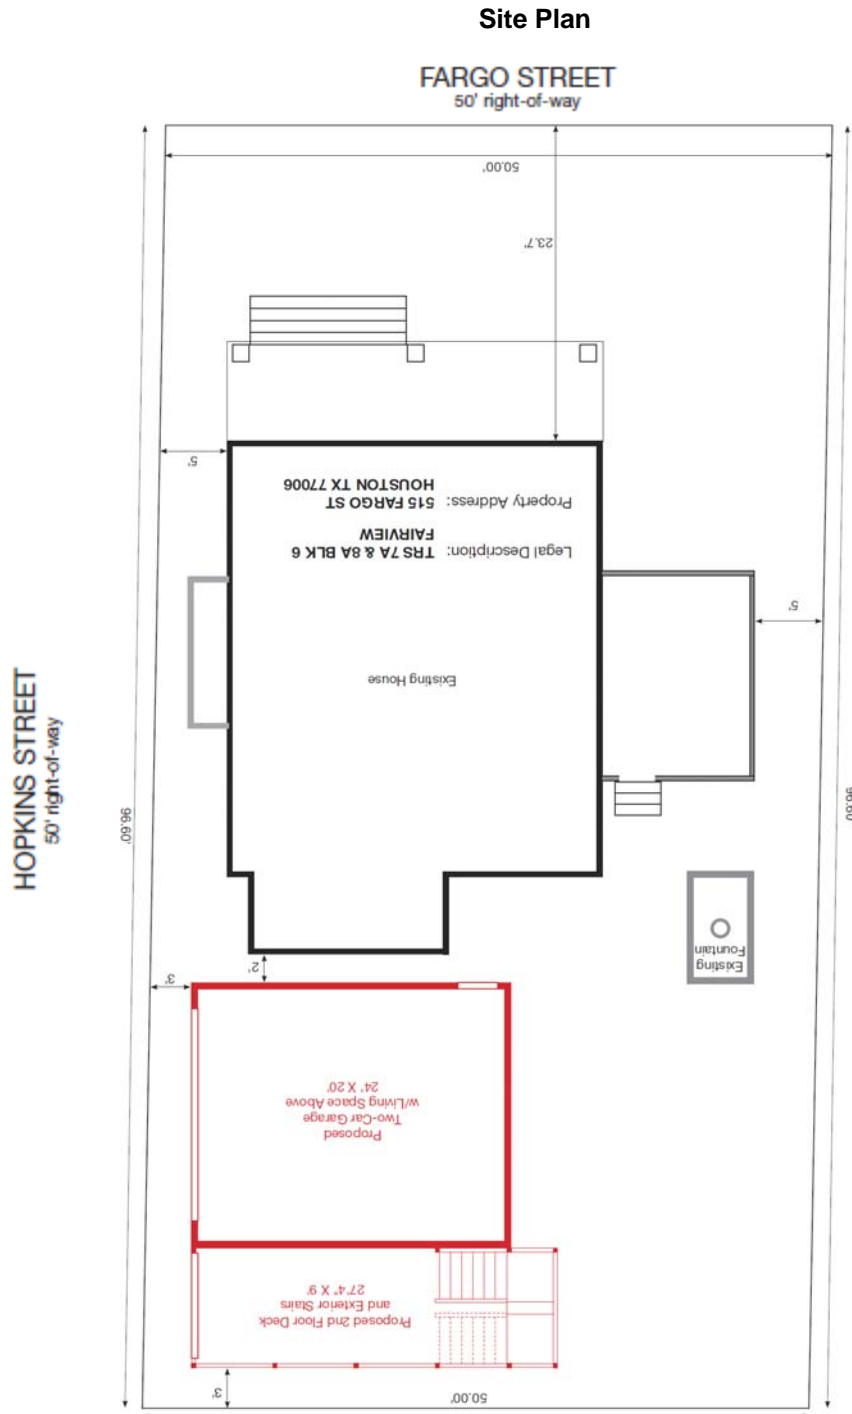 Site Plan
FARGO STREET
50' right-of-way
50.00'
23.7'
5'
Property Address: 515 FARGO ST
HOUSTON TX 77006
Legal Description: TRS 7A & 8A BLK 6
FAIRVIEW
5'
Existing House
HOPKINS STREET
50' right-of-way
96.60'
96.60'
Existing
Fountain
2'
3'
Proposed
Two-Car Garage
w/Living Space Above
24' X 20'
Proposed 2nd Floor Deck
and Exterior Stairs
27'4" X 9'
3'
50.00'